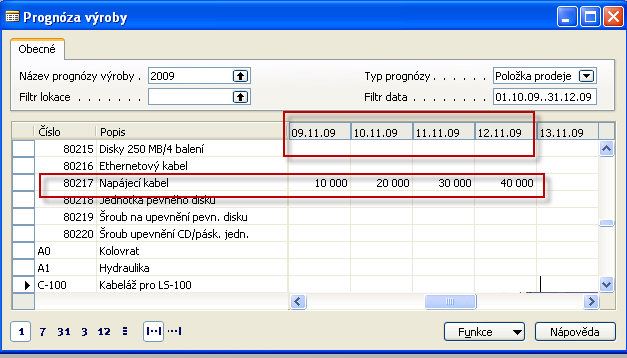 Prognóza výroby
Obecné
Název prognózy výroby . 2009 Typ prognózy . . . . . . Položka prodeje
Filtr lokace . . . . . . . Filtr data . . . . . . . . 01.10.09..31.12.09
Číslo Popis 09.11.09 10.11.09 11.11.09 12.11.09 13.11.09
80215 Disky 250 MB/4 balení
80216 Ethernetový kabel
80217 Napájecí kabel 10 000 20 000 30 000 40 000
80218 Jednotka pevného disku
80219 Šroub na upevnění pevn. disku
80220 Šroub upevnění CD/pásk. jedn.
A0 Kolovrat
A1 Hydraulika
C-100 Kabeláž pro LS-100
1 7 31 3 12 Funkce Nápověda